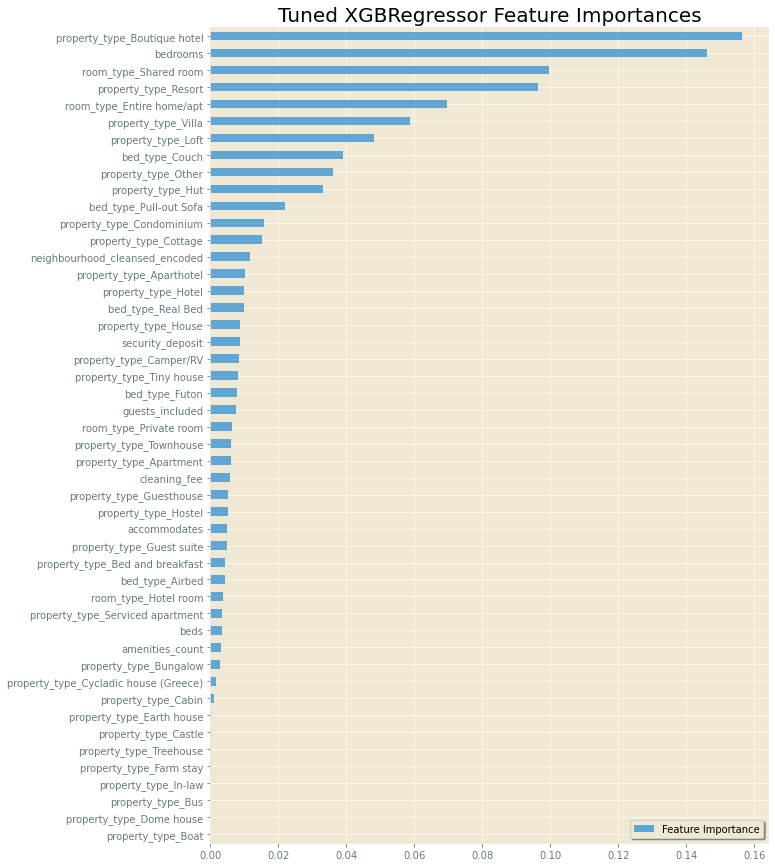 Tuned XGBRegressor Feature Importances
property_type_Boutique hotel
bedrooms
room_type_Shared room
property_type_Resort
room_type_Entire home/apt
property_type_Villa
property_type_Loft
bed_type_Couch
property_type_Other
property_type_Hut
bed_type_Pull-out Sofa
property_type_Condominium
property_type_Cottage
neighbourhood_cleansed_encoded
property_type_Aparthotel
property_type_Hotel
bed_type_Real Bed
property_type_House
security_deposit
property_type_Camper/RV
property_type_Tiny house
bed_type_Futon
guests_included
room_type_Private room
property_type_Townhouse
property_type_Apartment
cleaning_fee
property_type_Guesthouse
property_type_Hostel
accommodates
property_type_Guest suite
property_type_Bed and breakfast
bed_type_Airbed
room_type_Hotel room
property_type_Serviced apartment
beds
amenities_count
property_type_Bungalow
property_type_Cycladic house (Greece)
property_type_Cabin
property_type_Earth house
property_type_Castle
property_type_Treehouse
property_type_Farm stay
property_type_In-law
property_type_Bus
property_type_Dome house
property_type_Boat
Feature Importance
0.00 0.02 0.04 0.06 0.08 0.10 0.12 0.14 0.16